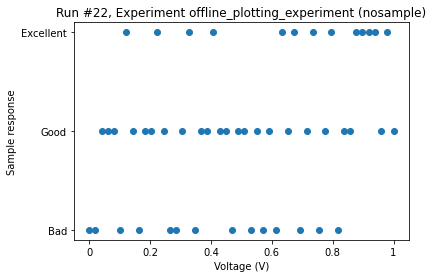 Run #22, Experiment offline_plotting_experiment (nosample)
Excellent
Good
Bad
Sample response
0
0.2
0.4
0.6
0.8
1
Voltage (V)